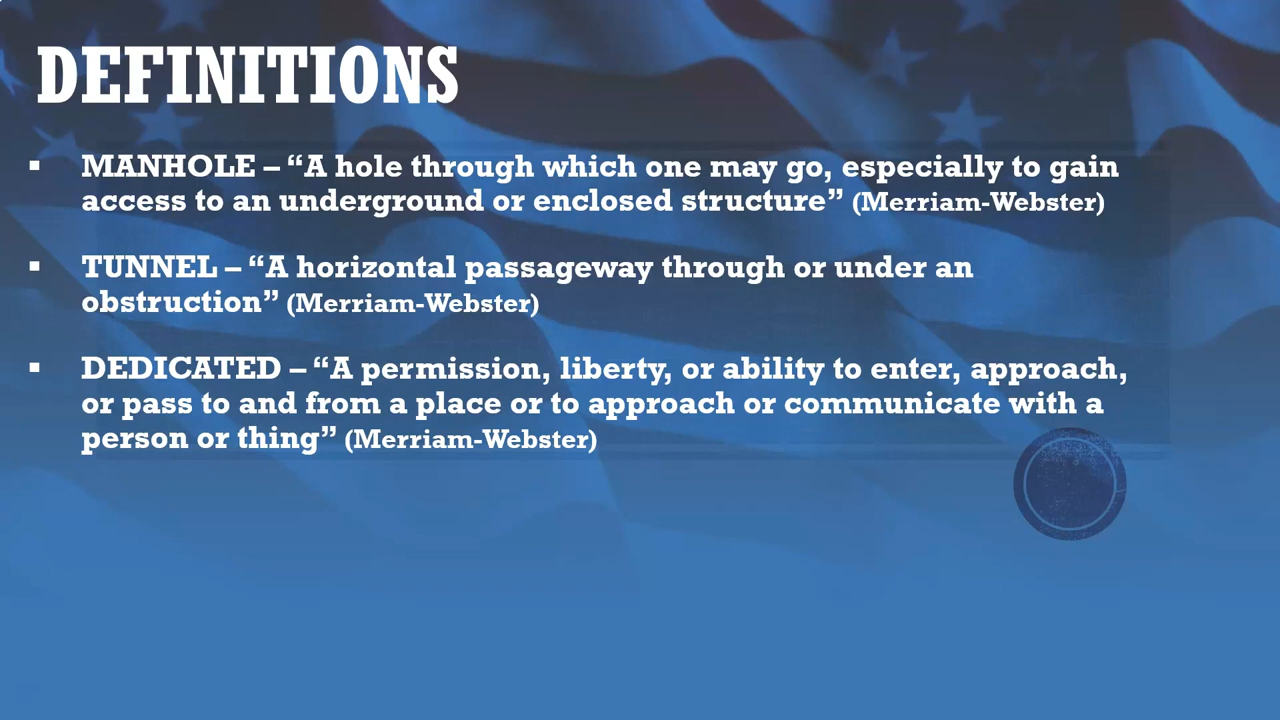 DEFINITIONS
▪ MANHOLE – “A hole through which one may go, especially to gain
access to an underground or enclosed structure” (Merriam-Webster)
▪ TUNNEL – “A horizontal passageway through or under an
obstruction” (Merriam-Webster)
▪ DEDICATED – “A permission, liberty, or ability to enter, approach,
or pass to and from a place or to approach or communicate with a
person or thing” (Merriam-Webster)